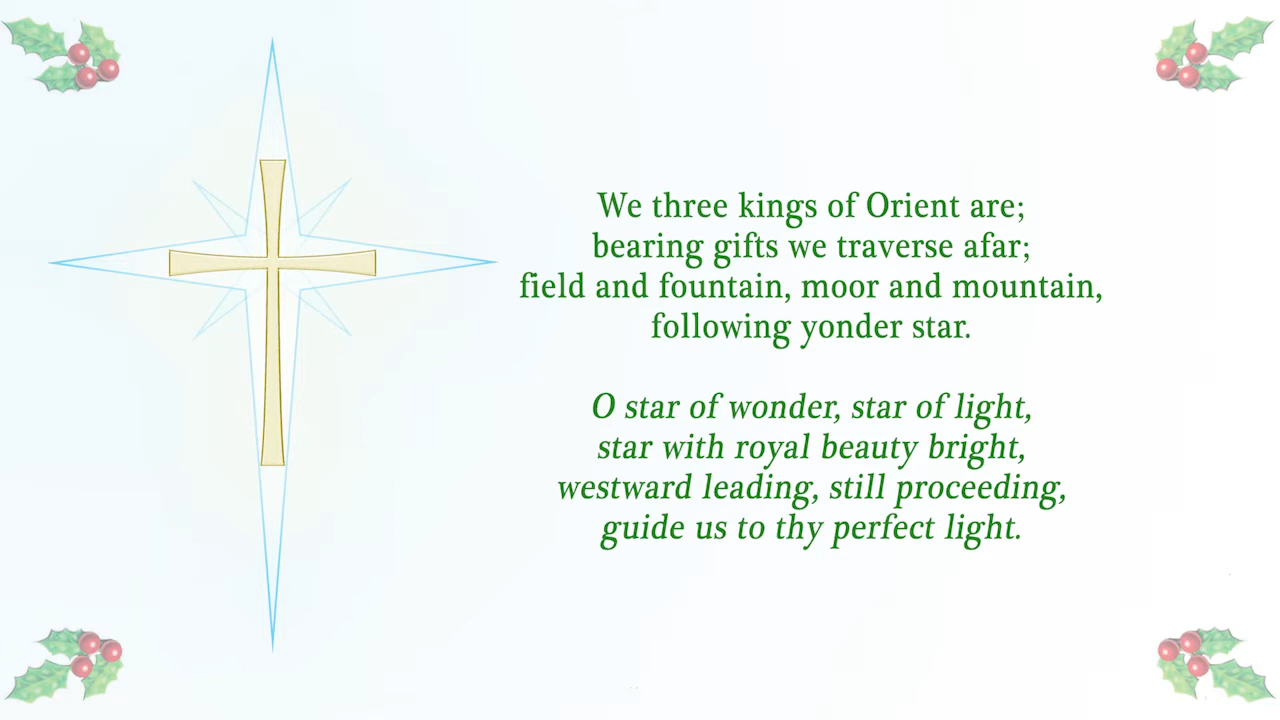 We three kings of Orient are;
bearing gifts we traverse afar;
field and fountain, moor and mountain,
following yonder star.
O star of wonder, star of light,
star with royal beauty bright,
westward leading, still proceeding,
guide us to thy perfect light.